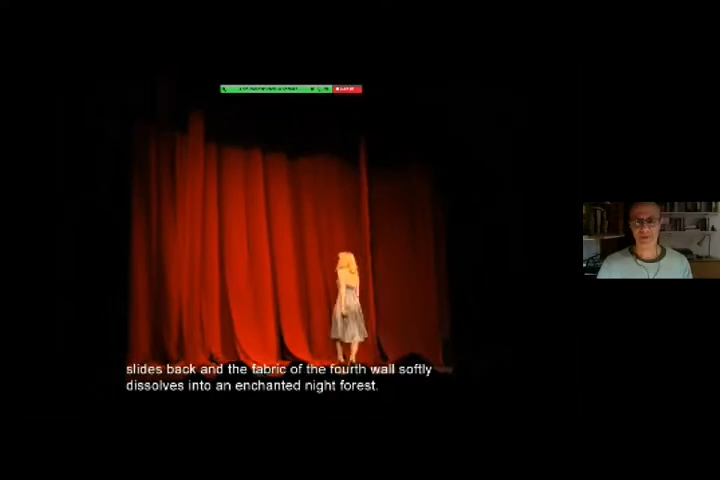 slides back and the fabric of the fourth wall softly
dissolves into an enchanted night forest.